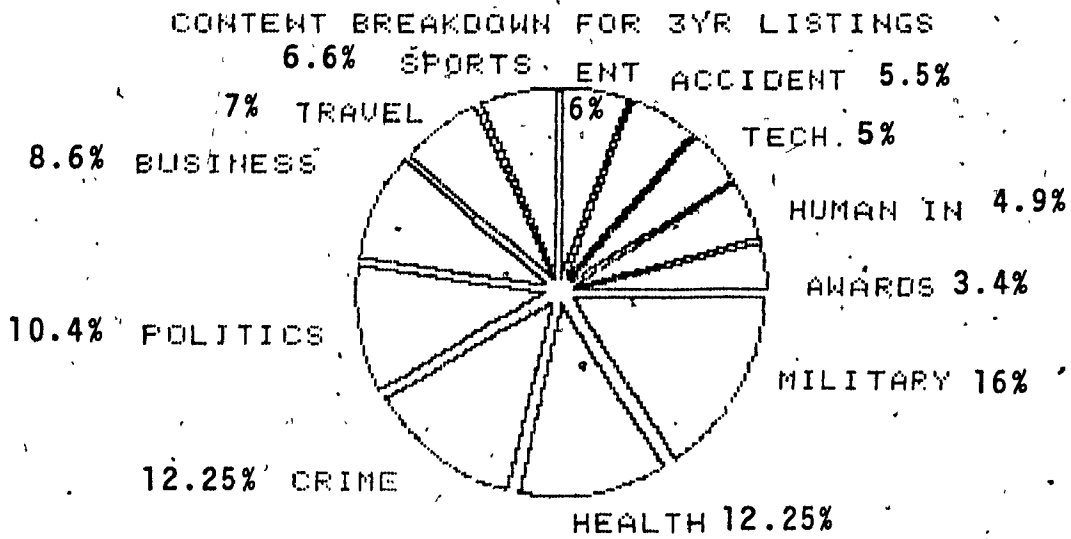 CONTENT BREAKDOWN FOR 3YR LISTINGS
6.6% SPORTS
ENT 6%
ACCIDENT 5.5%
7% TRAVEL
TECH. 5%
8.6% BUSINESS
HUMAN IN 4.9%
AWARDS 3.4%
10.4% POLITICS
MILITARY 16%
12.25% CRIME
HEALTH 12.25%